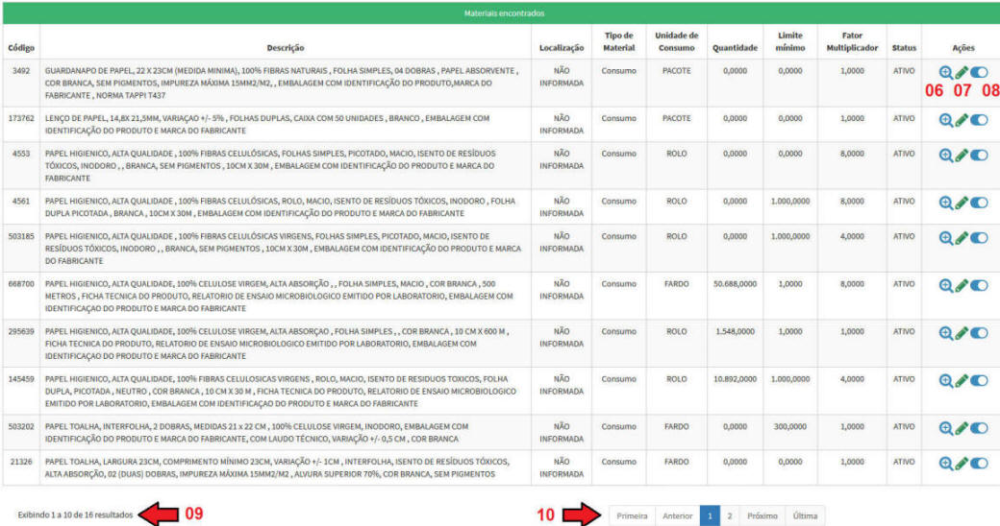 Materiais encontrados
Código Descrição Localização Tipo de Material Unidade de Consumo Quantidade Limite mínimo Fator Multiplicador Status Ações
3492 GUARDANAPO DE PAPEL, 22 X 23CM (MEDIDA MINIMA), 100% FIBRAS NATURAIS , FOLHA SIMPLES, 04 DOBRAS , PAPEL ABSORVENTE , NÃO Consumo PACOTE 0,0000 0,0000 1,0000 ATIVO
COR BRANCA, SEM PIGMENTOS, IMPUREZA MÁXIMA 15MM2/M2, , EMBALAGEM COM IDENTIFICAÇÃO DO PRODUTO,MARCA DO INFORMADA 06 07 08
FABRICANTE , NORMA TAPPI T437
173762 LENÇO DE PAPEL, 14,8X 21,5MM, VARIAÇAO +/- 5% , FOLHAS DUPLAS, CAIXA COM 50 UNIDADES , BRANCO , EMBALAGEM COM NÃO Consumo PACOTE 0,0000 0,0000 1,0000 ATIVO
IDENTIFICAÇÃO DO PRODUTO E MARCA DO FABRICANTE INFORMADA
4553 PAPEL HIGIENICO, ALTA QUALIDADE , 100% FIBRAS CELULÓSICAS, FOLHAS SIMPLES, PICOTADO, MACIO, ISENTO DE RESÍDUOS NÃO Consumo ROLO 0,0000 0,0000 8,0000 ATIVO
TÓXICOS, INODORO , , BRANCA, SEM PIGMENTOS , 10CM X 30M , EMBALAGEM COM IDENTIFICAÇÃO DO PRODUTO E MARCA DO INFORMADA
FABRICANTE
4561 PAPEL HIGIENICO, ALTA QUALIDADE , 100% FIBRAS CELULÓSICAS, ROLO, MACIO, ISENTO DE RESÍDUOS TÓXICOS, INODORO , FOLHA NÃO Consumo ROLO 0,0000 1.000,0000 8,0000 ATIVO
DUPLA PICOTADA , BRANCA , 10CM X 30M , EMBALAGEM COM IDENTIFICAÇÃO DO PRODUTO E MARCA DO FABRICANTE INFORMADA
503185 PAPEL HIGIENICO, ALTA QUALIDADE , 100% FIBRAS CELULÓSICAS VIRGENS, FOLHAS SIMPLES, PICOTADO, MACIO, ISENTO DE NÃO Consumo ROLO 0,0000 1.000,0000 4,0000 ATIVO
RESÍDUOS TÓXICOS, INODORO , , BRANCA, SEM PIGMENTOS , 10CM X 30M , EMBALAGEM COM IDENTIFICAÇÃO DO PRODUTO E MARCA INFORMADA
DO FABRICANTE
668700 PAPEL HIGIENICO, ALTA QUALIDADE, 100% CELULOSE VIRGEM, ALTA ABSORÇÃO , , FOLHA SIMPLES, MACIO , COR BRANCA , 500 NÃO Consumo FARDO 50.688,0000 1,0000 8,0000 ATIVO
METROS , FICHA TECNICA DO PRODUTO, RELATORIO DE ENSAIO MICROBIOLOGICO EMITIDO POR LABORATORIO, EMBALAGEM COM INFORMADA
IDENTIFICAÇAO DO PRODUTO E MARCA DO FABRICANTE
295639 PAPEL HIGIENICO, ALTA QUALIDADE, 100% CELULOSE VIRGEM, ALTA ABSORÇAO , FOLHA SIMPLES , , COR BRANCA , 10 CM X 600 M , NÃO Consumo ROLO 1.548,0000 1,0000 1,0000 ATIVO
FICHA TECNICA DO PRODUTO, RELATORIO DE ENSAIO MICROBIOLOGICO EMITIDO POR LABORATORIO, EMBALAGEM COM INFORMADA
IDENTIFICAÇAO DO PRODUTO E MARCA DO FABRICANTE
145459 PAPEL HIGIENICO, ALTA QUALIDADE, 100% FIBRAS CELULOSICAS VIRGENS , ROLO, MACIO, ISENTO DE RESIDUOS TOXICOS, FOLHA NÃO Consumo ROLO 10.892,0000 1.000,0000 4,0000 ATIVO
DUPLA, PICOTADA , NEUTRO , COR BRANCA , 10 CM X 30 M , FICHA TECNICA DO PRODUTO, RELATORIO DE ENSAIO MICROBIOLOGICO INFORMADA
EMITIDO POR LABORATORIO, EMBALAGEM COM IDENTIFICAÇAO DO PRODUTO E MARCA DO FABRICANTE
503202 PAPEL TOALHA, INTERFOLHA, 2 DOBRAS, MEDIDAS 21 x 22 CM , 100% CELULOSE VIRGEM, INODORO, EMBALAGEM COM NÃO Consumo FARDO 0,0000 300,0000 1,0000 ATIVO
IDENTIFICAÇÃO DO PRODUTO E MARCA DO FABRICANTE, COM LAUDO TÉCNICO, VARIAÇÃO +/- 0,5 CM , COR BRANCA INFORMADA
21326 PAPEL TOALHA, LARGURA 23CM, COMPRIMENTO MÍNIMO 23CM, VARIAÇÃO +/- 1CM , INTERFOLHA, ISENTO DE RESÍDUOS TÓXICOS, NÃO Consumo FARDO 0,0000 0,0000 1,0000 ATIVO
ALTA ABSORÇÃO, 02 (DUAS) DOBRAS, IMPUREZA MÁXIMA 15MM2/M2 , ALVURA SUPERIOR 70%, COR BRANCA, SEM PIGMENTOS INFORMADA
Exibindo 1 a 10 de 16 resultados 09 10 Primeira Anterior 1 2 Próximo Última